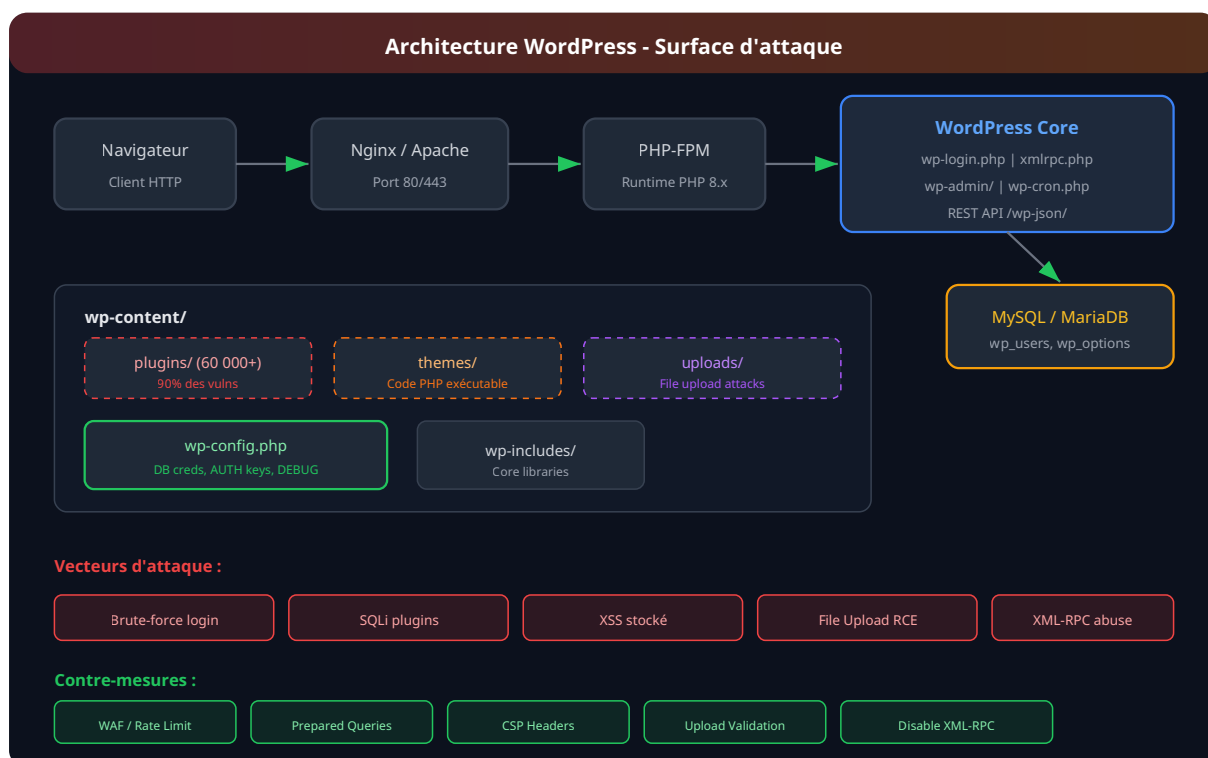 Architecture WordPress - Surface d'attaque
Navigateur
Client HTTP
Nginx / Apache
Port 80/443
PHP-FPM
Runtime PHP 8.x
WordPress Core
wp-login.php | xmlrpc.php
wp-admin/ | wp-cron.php
REST API /wp-json/
MySQL / MariaDB
wp_users, wp_options
wp-content/
plugins/ (60 000+)
90% des vulns
themes/
Code PHP exécutable
uploads/
File upload attacks
wp-config.php
DB creds, AUTH keys, DEBUG
wp-includes/
Core libraries
Vecteurs d'attaque :
Brute-force login
SQLi plugins
XSS stocké
File Upload RCE
XML-RPC abuse
Contre-mesures :
WAF / Rate Limit
Prepared Queries
CSP Headers
Upload Validation
Disable XML-RPC